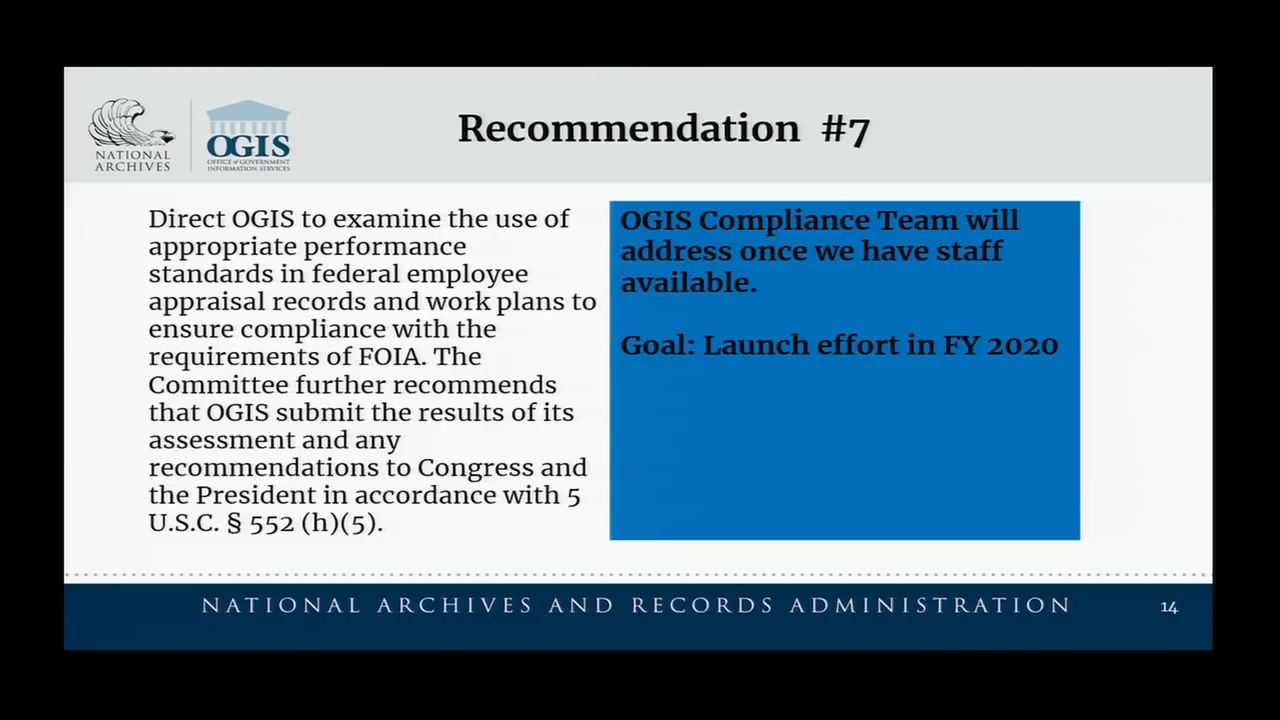 Recommendation #7
NATIONAL
ARCHIVES
OGIS
OFFICE of GOVERNMENT
INFORMATION SERVICES
Direct OGIS to examine the use of
appropriate performance
standards in federal employee
appraisal records and work plans to
ensure compliance with the
requirements of FOIA. The
Committee further recommends
that OGIS submit the results of its
assessment and any
recommendations to Congress and
the President in accordance with 5
U.S.C. § 552 (h)(5).
OGIS Compliance Team will
address once we have staff
available.
Goal: Launch effort in FY 2020
NATIONAL ARCHIVES AND RECORDS ADMINISTRATION
14